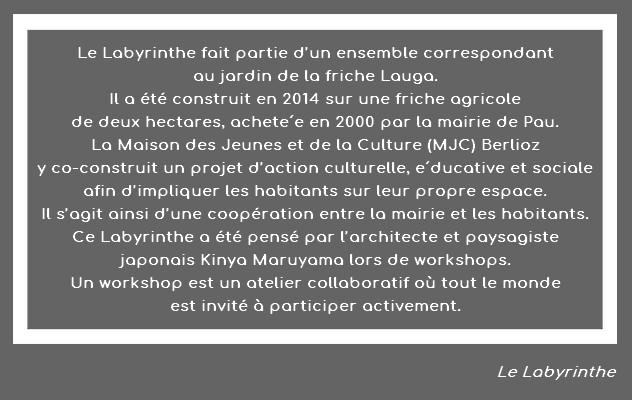 Le Labyrinthe fait partie d'un ensemble correspondant
au jardin de la friche Lauga.
Il a été construit en 2014 sur une friche agricole
de deux hectares, achete´e en 2000 par la mairie de Pau.
La Maison des Jeunes et de la Culture (MJC) Berlioz
y co-construit un projet d'action culturelle, e´ducative et sociale
afin d'impliquer les habitants sur leur propre espace.
Il s'agit ainsi d'une coopération entre la mairie et les habitants.
Ce Labyrinthe a été pensé par l'architecte et paysagiste
japonais Kinya Maruyama lors de workshops.
Un workshop est un atelier collaboratif où tout le monde
est invité à participer activement.
Le Labyrinthe